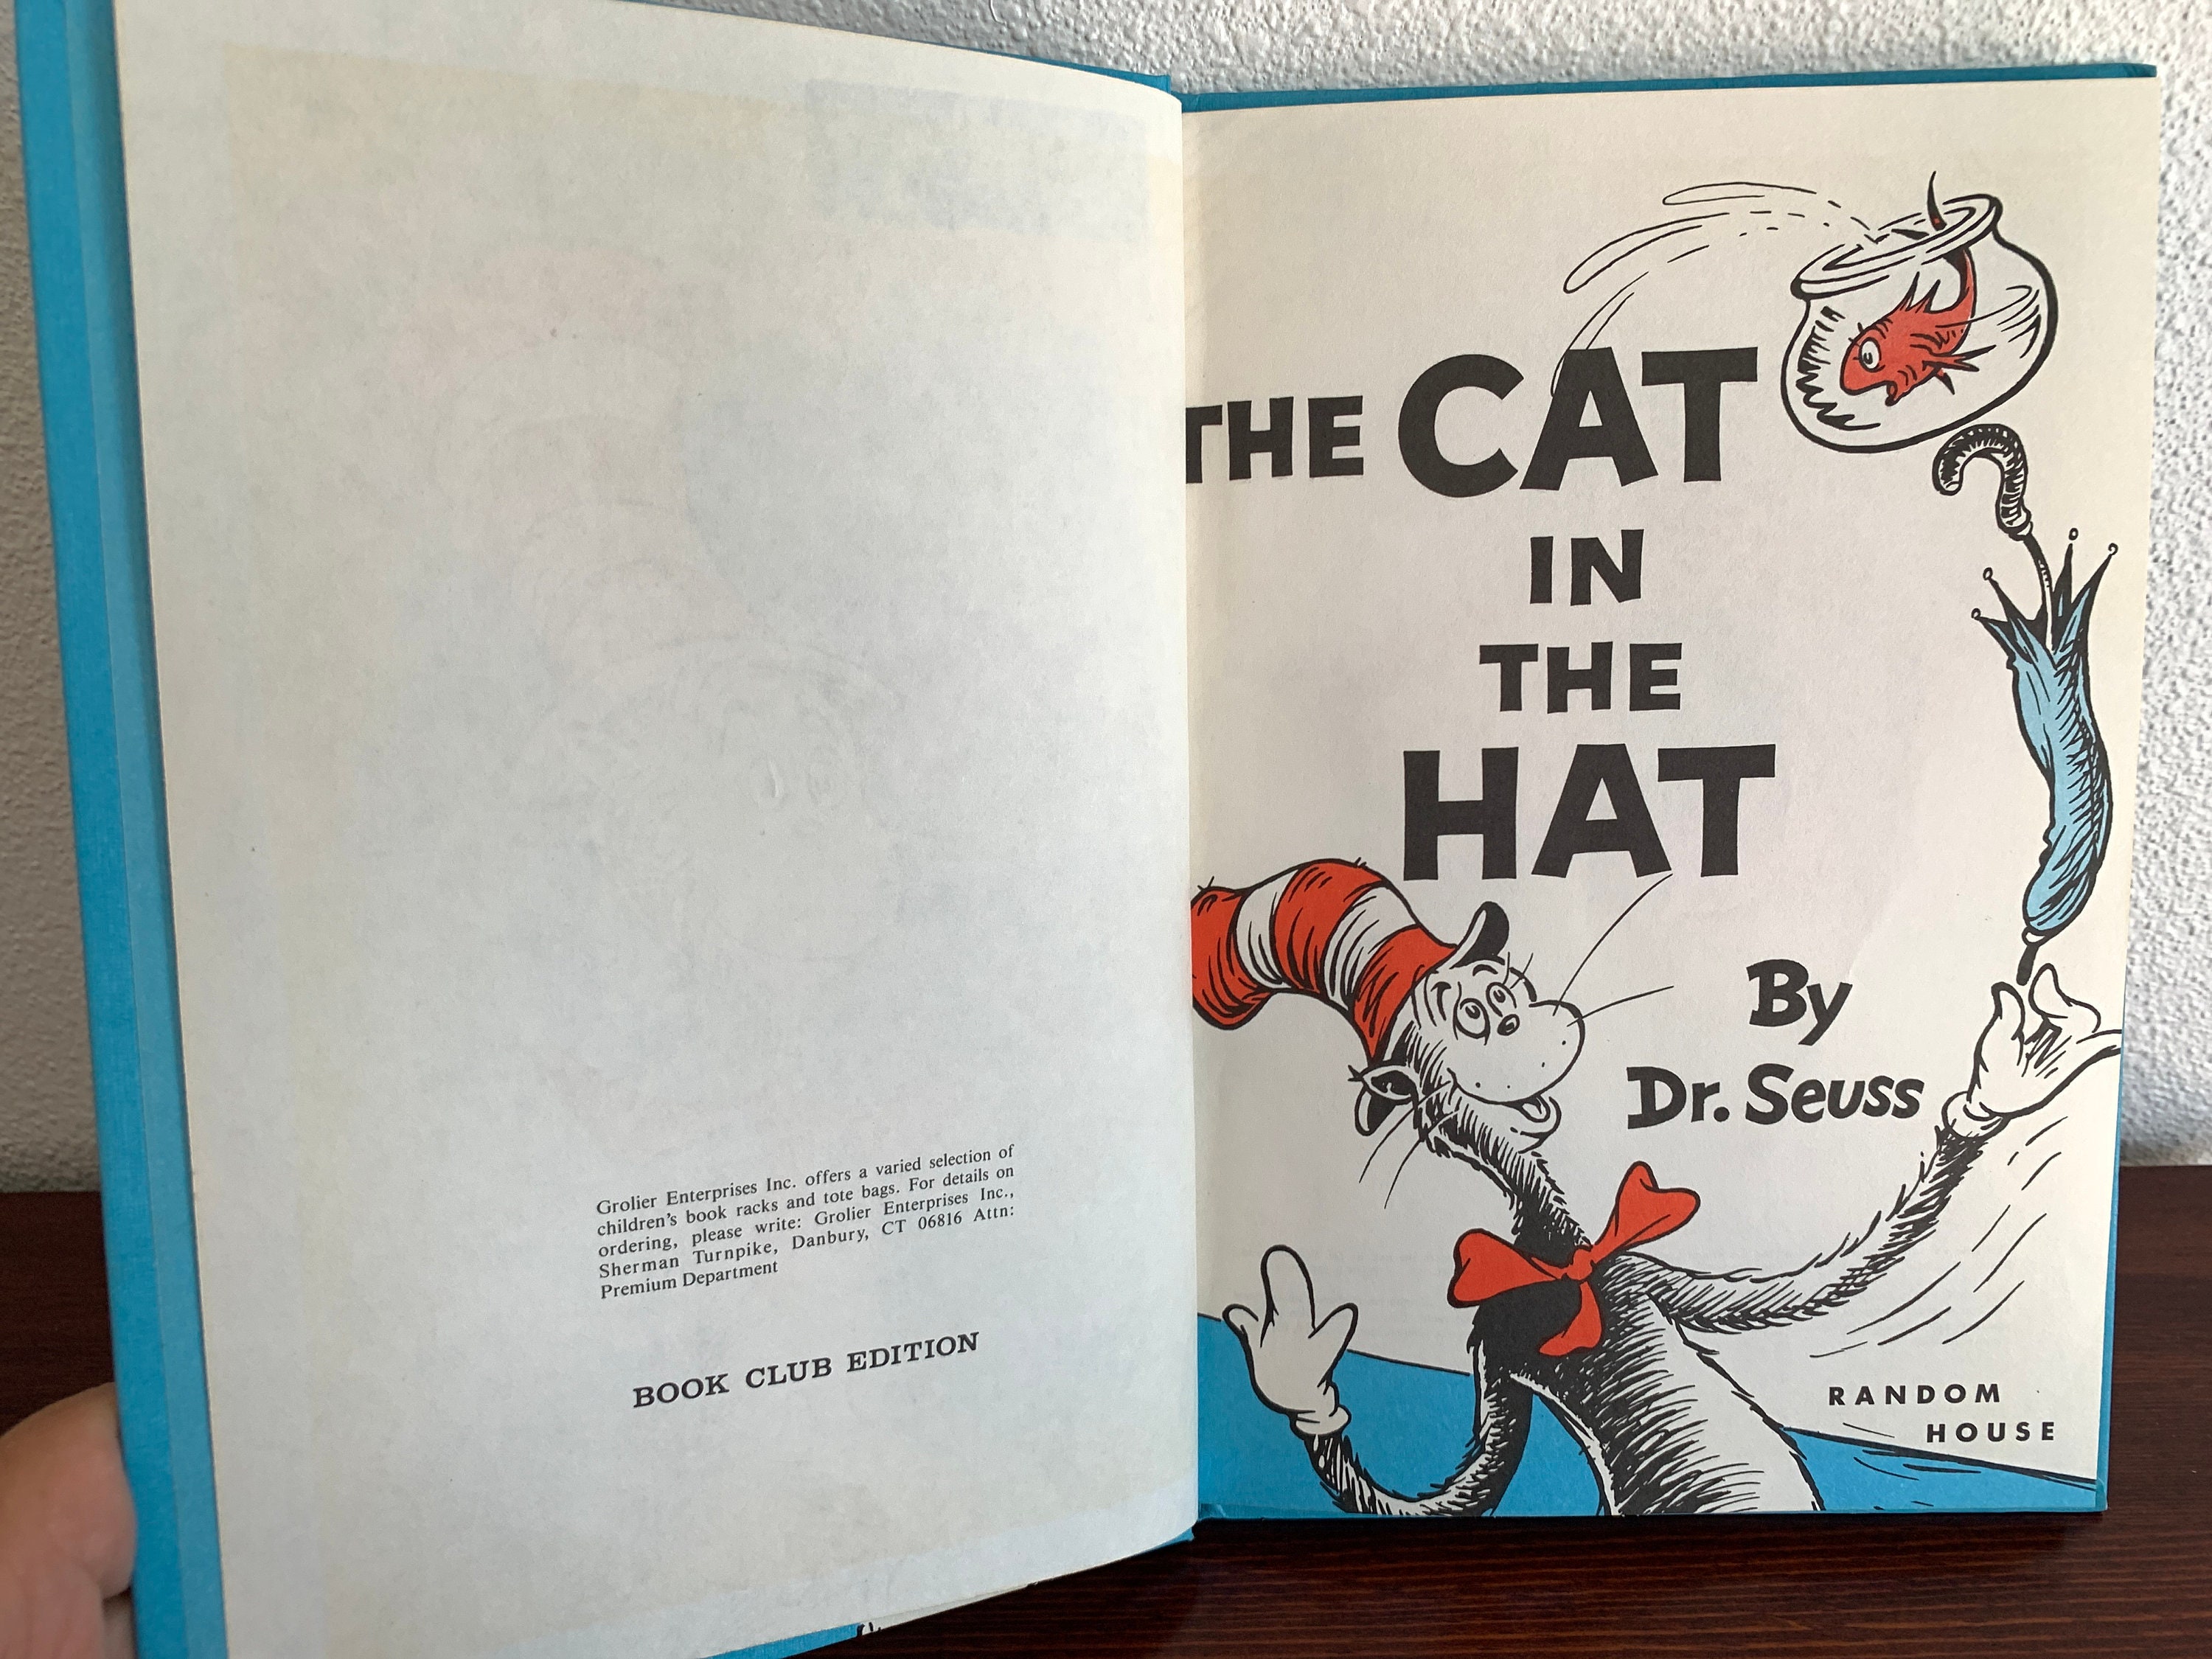 Grolier Enterprises Inc. offers a varied selection of
children's book racks and tote bags. For details on
ordering, please write: Grolier Enterprises Inc.,
Sherman Turnpike, Danbury, CT 06816 Attn:
Premium Department
BOOK CLUB EDITION
THE CAT
IN
THE
HAT
By
Dr. Seuss
RANDOM
HOUSE